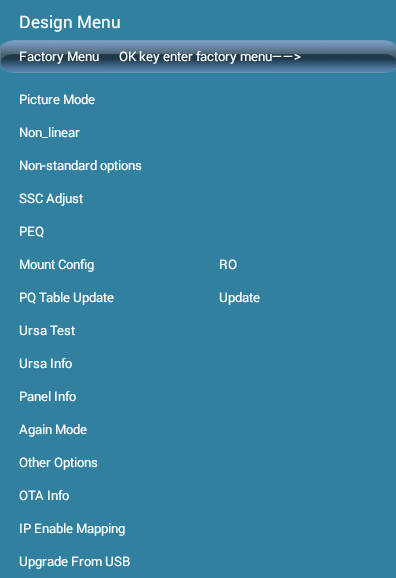 Design Menu
Factory Menu OK key enter factory menu——>
Picture Mode
Non_linear
Non-standard options
SSC Adjust
PEQ
Mount Config RO
PQ Table Update Update
Ursa Test
Ursa Info
Panel Info
Again Mode
Other Options
OTA Info
IP Enable Mapping
Upgrade From USB